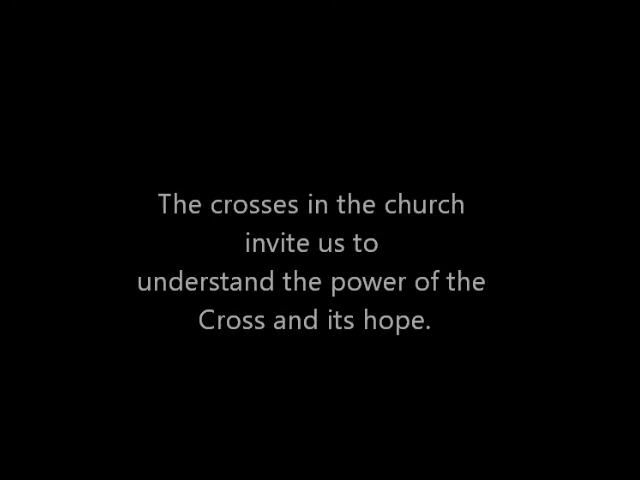 The crosses in the church
invite us to
understand the power of the
Cross and its hope.